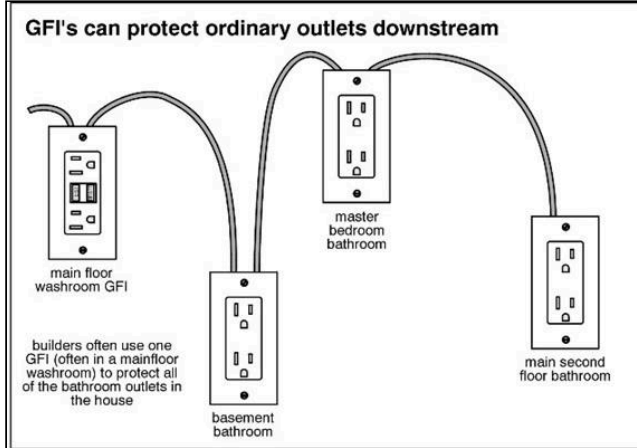 GFI's can protect ordinary outlets downstream
main floor
washroom GFI
master
bedroom
bathroom
builders often use one
GFI (often in a mainfloor
washroom) to protect all
of the bathroom outlets in
the house
basement
bathroom
main second
floor bathroom